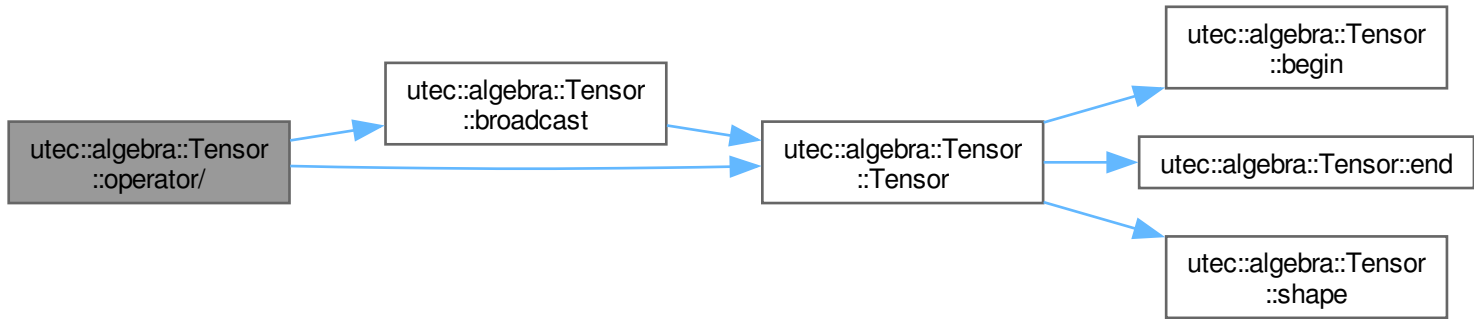 utec::algebra::Tensor
::operator/
utec::algebra::Tensor
::broadcast
utec::algebra::Tensor
::Tensor
utec::algebra::Tensor
::begin
utec::algebra::Tensor::end
utec::algebra::Tensor
::shape